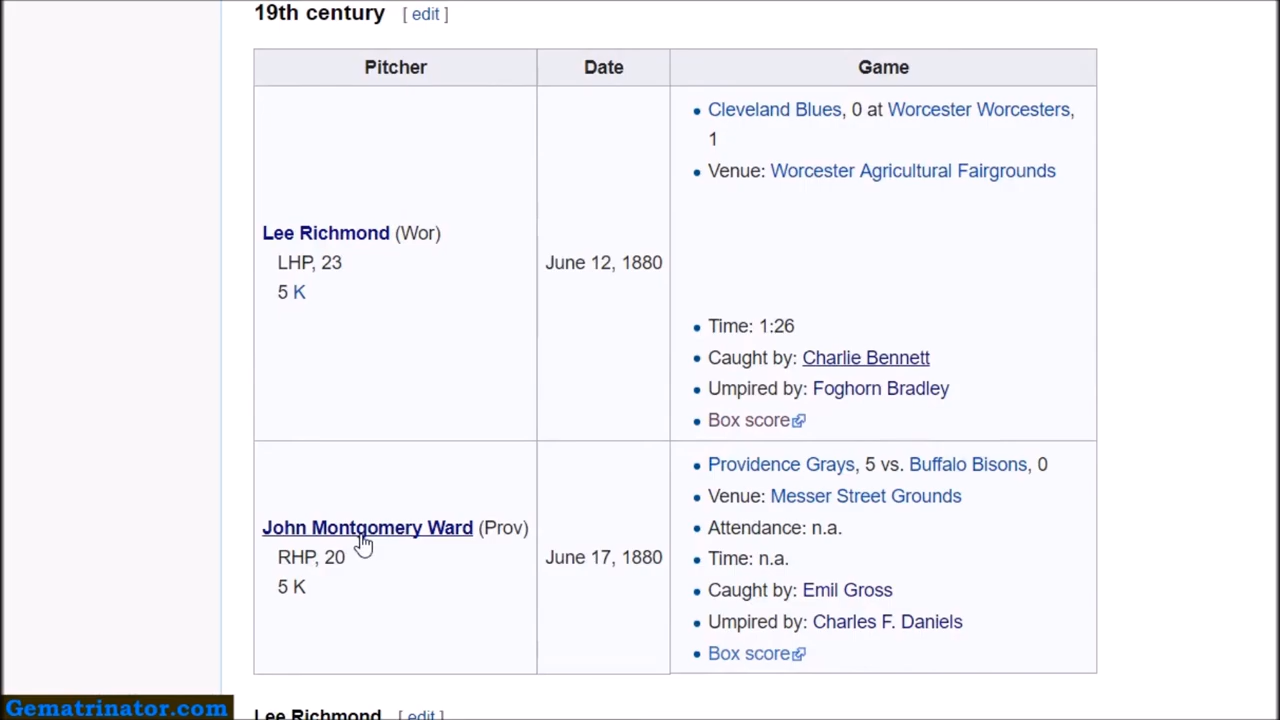 19th century [ edit ]
Pitcher Date Game
Lee Richmond (Wor)
LHP, 23
5 K
June 12, 1880
• Cleveland Blues, 0 at Worcester Worcesters,
1
• Venue: Worcester Agricultural Fairgrounds
• Time: 1:26
• Caught by: Charlie Bennett
• Umpired by: Foghorn Bradley
• Box score
John Montgomery Ward (Prov)
RHP, 20
5 K
June 17, 1880
• Providence Grays, 5 vs. Buffalo Bisons, 0
• Venue: Messer Street Grounds
• Attendance: n.a.
• Time: n.a.
• Caught by: Emil Gross
• Umpired by: Charles F. Daniels
• Box score
Lee Richmond [ edit ]
Gematrinator.com